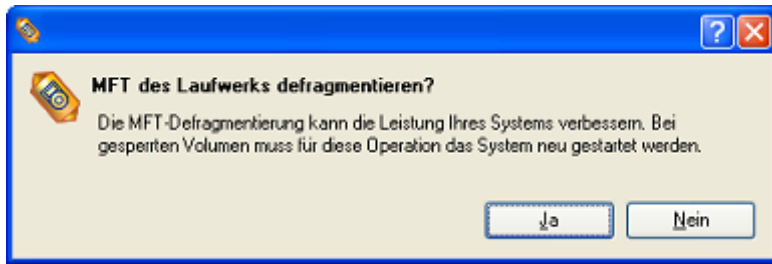 MFT des Laufwerks defragmentieren?
Die MFT-Defragmentierung kann die Leistung Ihres Systems verbessern. Bei
gesperrten Volumen muss für diese Operation das System neu gestartet werden.
Ja Nein